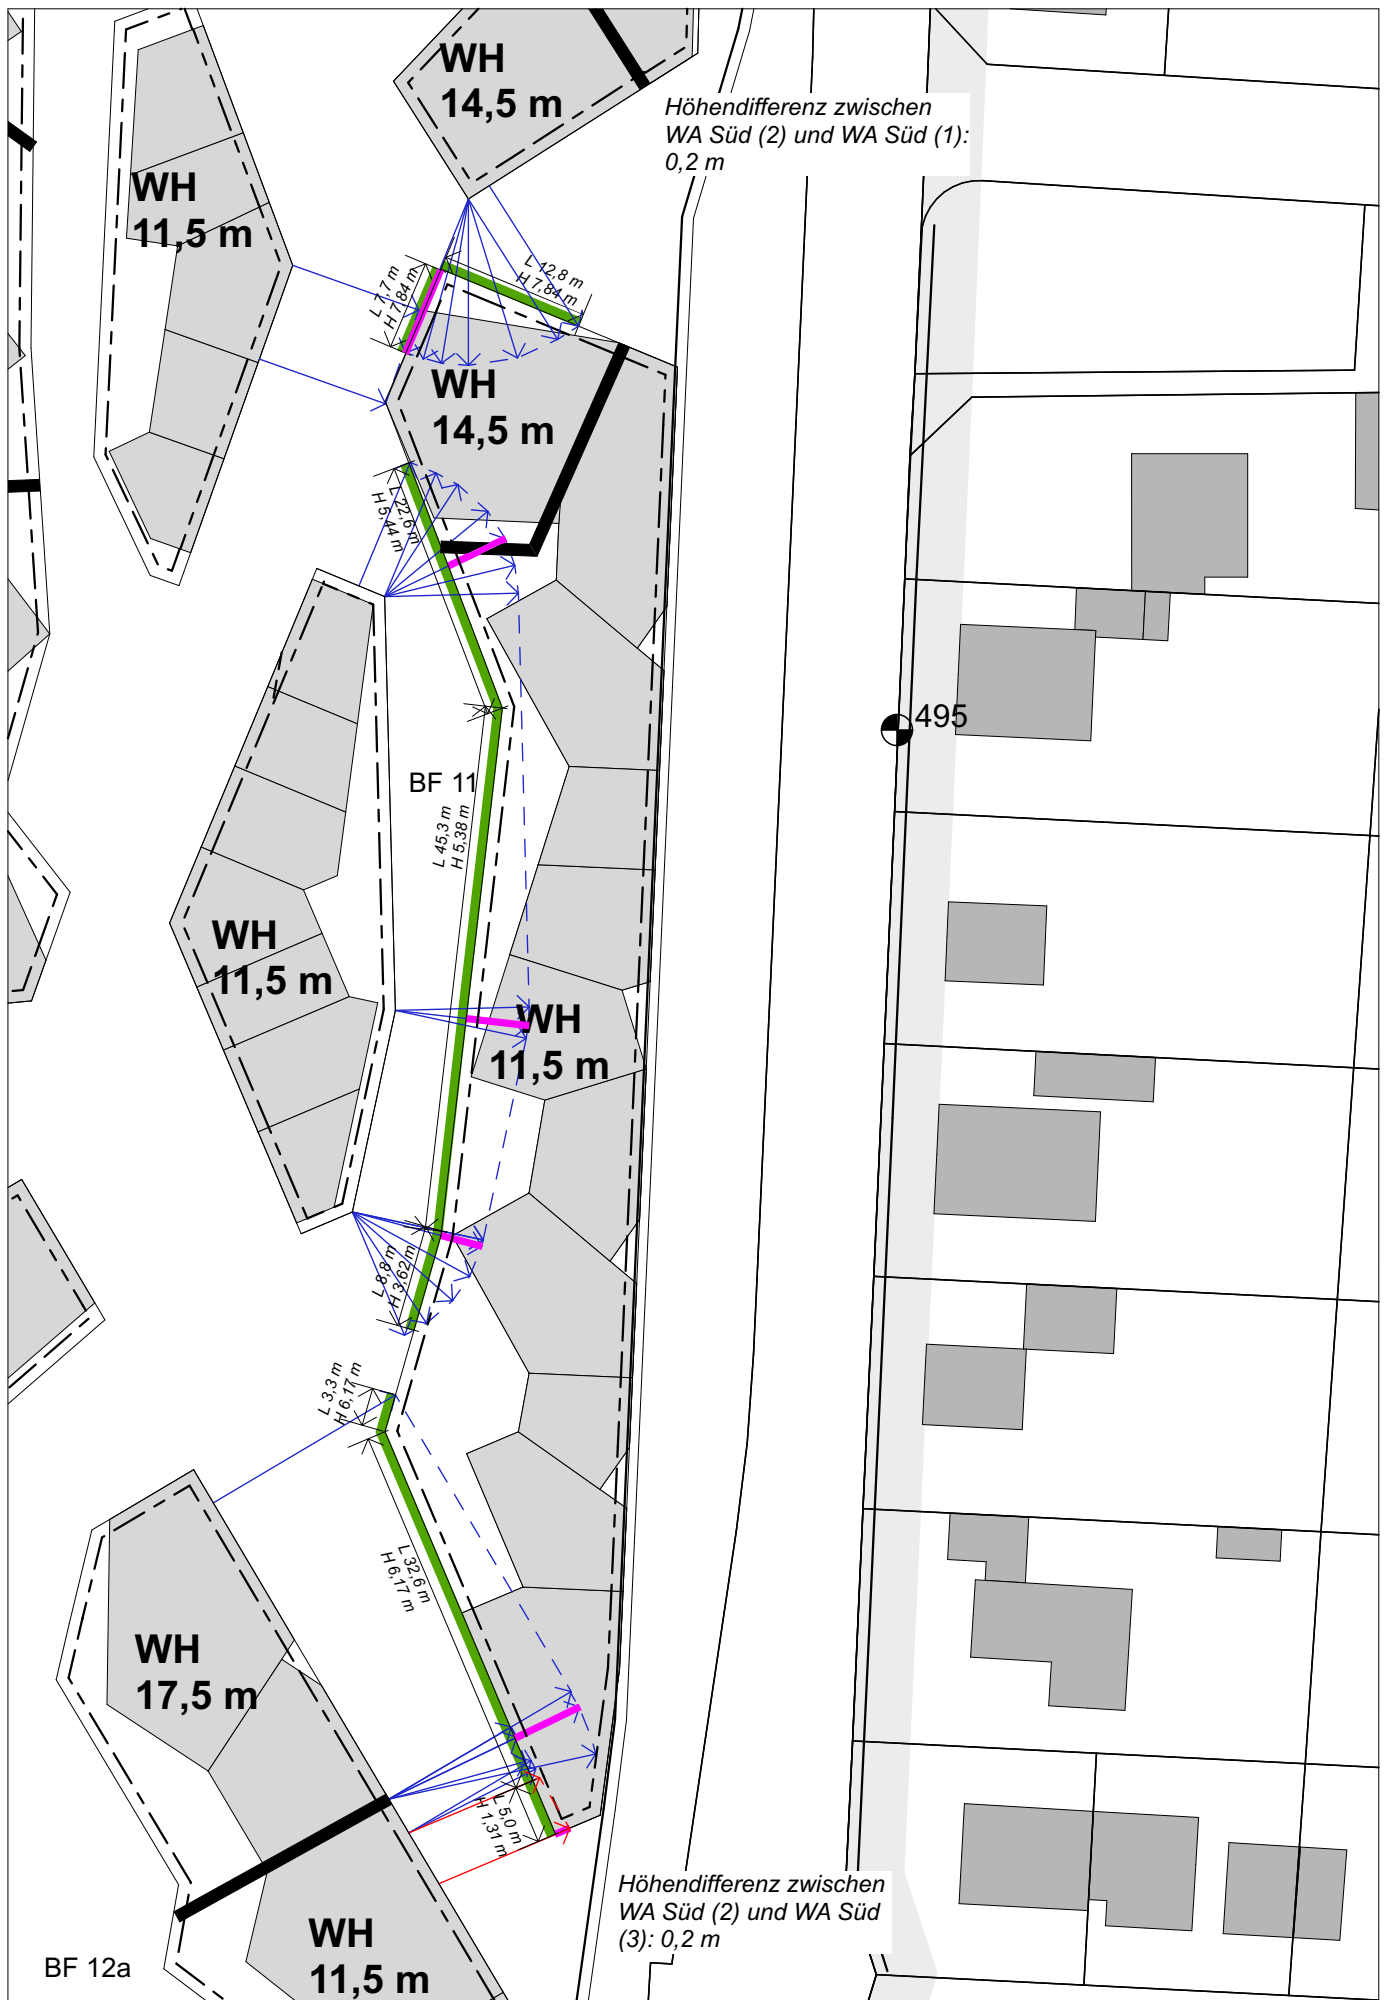 WH
14,5 m
Höhendifferenz zwischen
WA Süd (2) und WA Süd (1):
0,2 m
WH
11,5 m
L 7,7 m
H 7,84 m
L 12,8 m
H 7,84 m
WH
14,5 m
L 22,6 m
H 5,44 m
495
BF 11
L 45,3 m
H 5,38 m
WH
11,5 m
WH
11,5 m
L 8,8 m
H 3,62 m
L 3,3 m
H 6,17 m
L 32,6 m
H 6,17 m
WH
17,5 m
L 5,0 m
H 1,31 m
Höhendifferenz zwischen
WA Süd (2) und WA Süd
(3): 0,2 m
WH
11,5 m
BF 12a